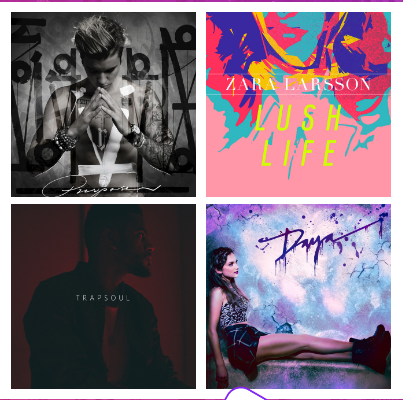 Purpose
ZARA LARSSON
LUSH
LIFE
TRAPSOUL
Daya